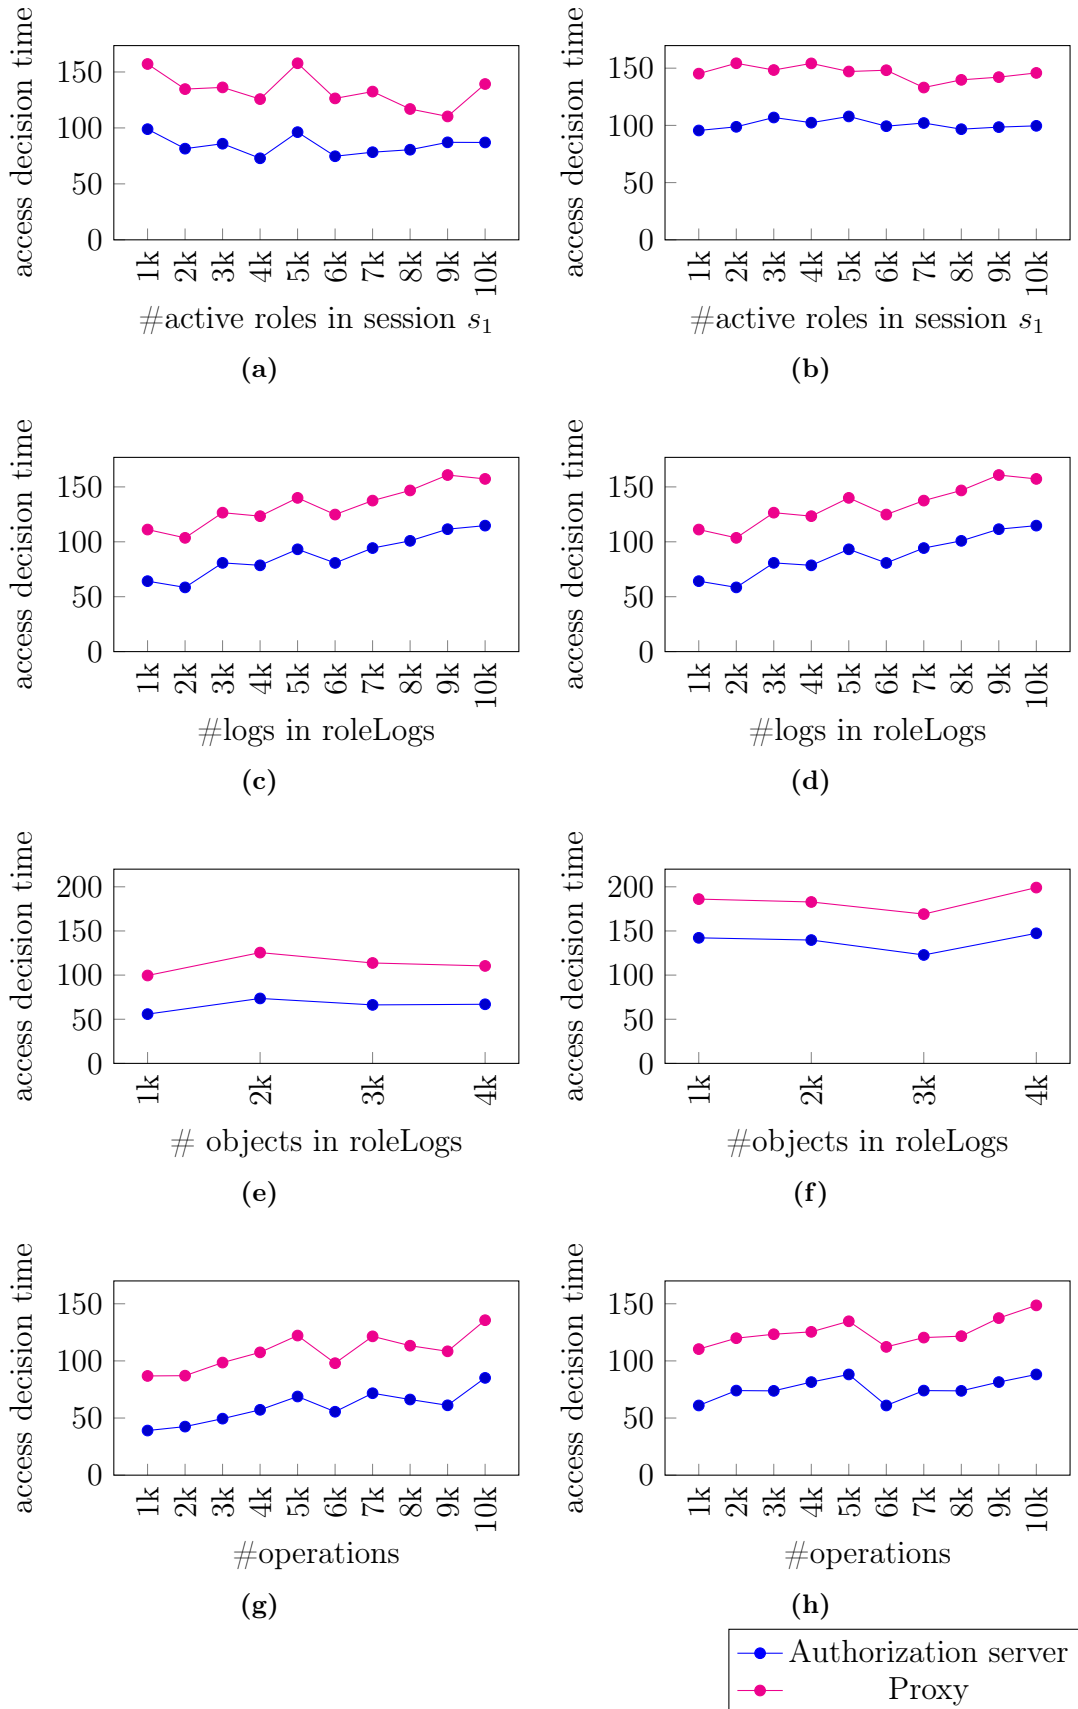 access decision time
150
100
50
0
1k 2k 3k 4k 5k 6k 7k 8k 9k 10k
#active roles in session s₁
(a)
access decision time
150
100
50
0
1k 2k 3k 4k 5k 6k 7k 8k 9k 10k
#active roles in session s₁
(b)
access decision time
150
100
50
0
1k 2k 3k 4k 5k 6k 7k 8k 9k 10k
#logs in roleLogs
(c)
access decision time
150
100
50
0
1k 2k 3k 4k 5k 6k 7k 8k 9k 10k
#logs in roleLogs
(d)
access decision time
200
150
100
50
0
1k 2k 3k 4k
# objects in roleLogs
(e)
access decision time
200
150
100
50
0
1k 2k 3k 4k
#objects in roleLogs
(f)
access decision time
150
100
50
0
1k 2k 3k 4k 5k 6k 7k 8k 9k 10k
#operations
(g)
access decision time
150
100
50
0
1k 2k 3k 4k 5k 6k 7k 8k 9k 10k
#operations
(h)
Authorization server
Proxy